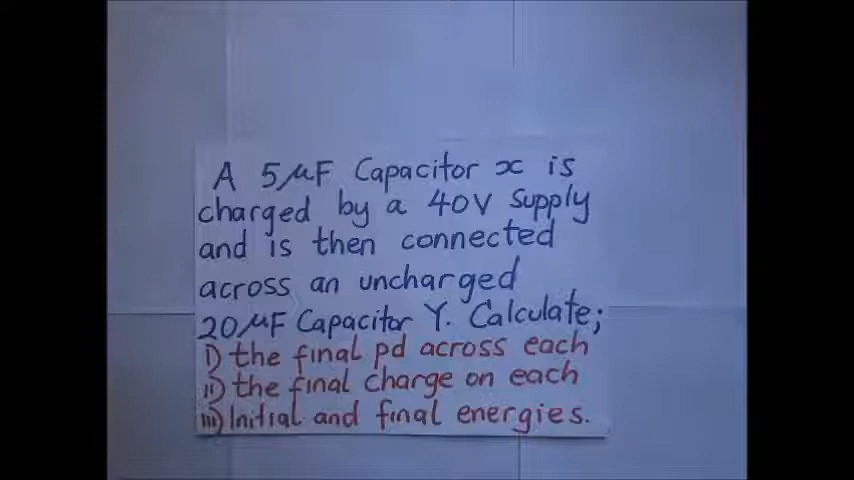 A 5μF Capacitor x is
charged by a 40V Supply
and is then connected
across an uncharged
20μF Capacitor Y. Calculate;
i) the final pd across each
ii) the final charge on each
iii) Initial and final energies.